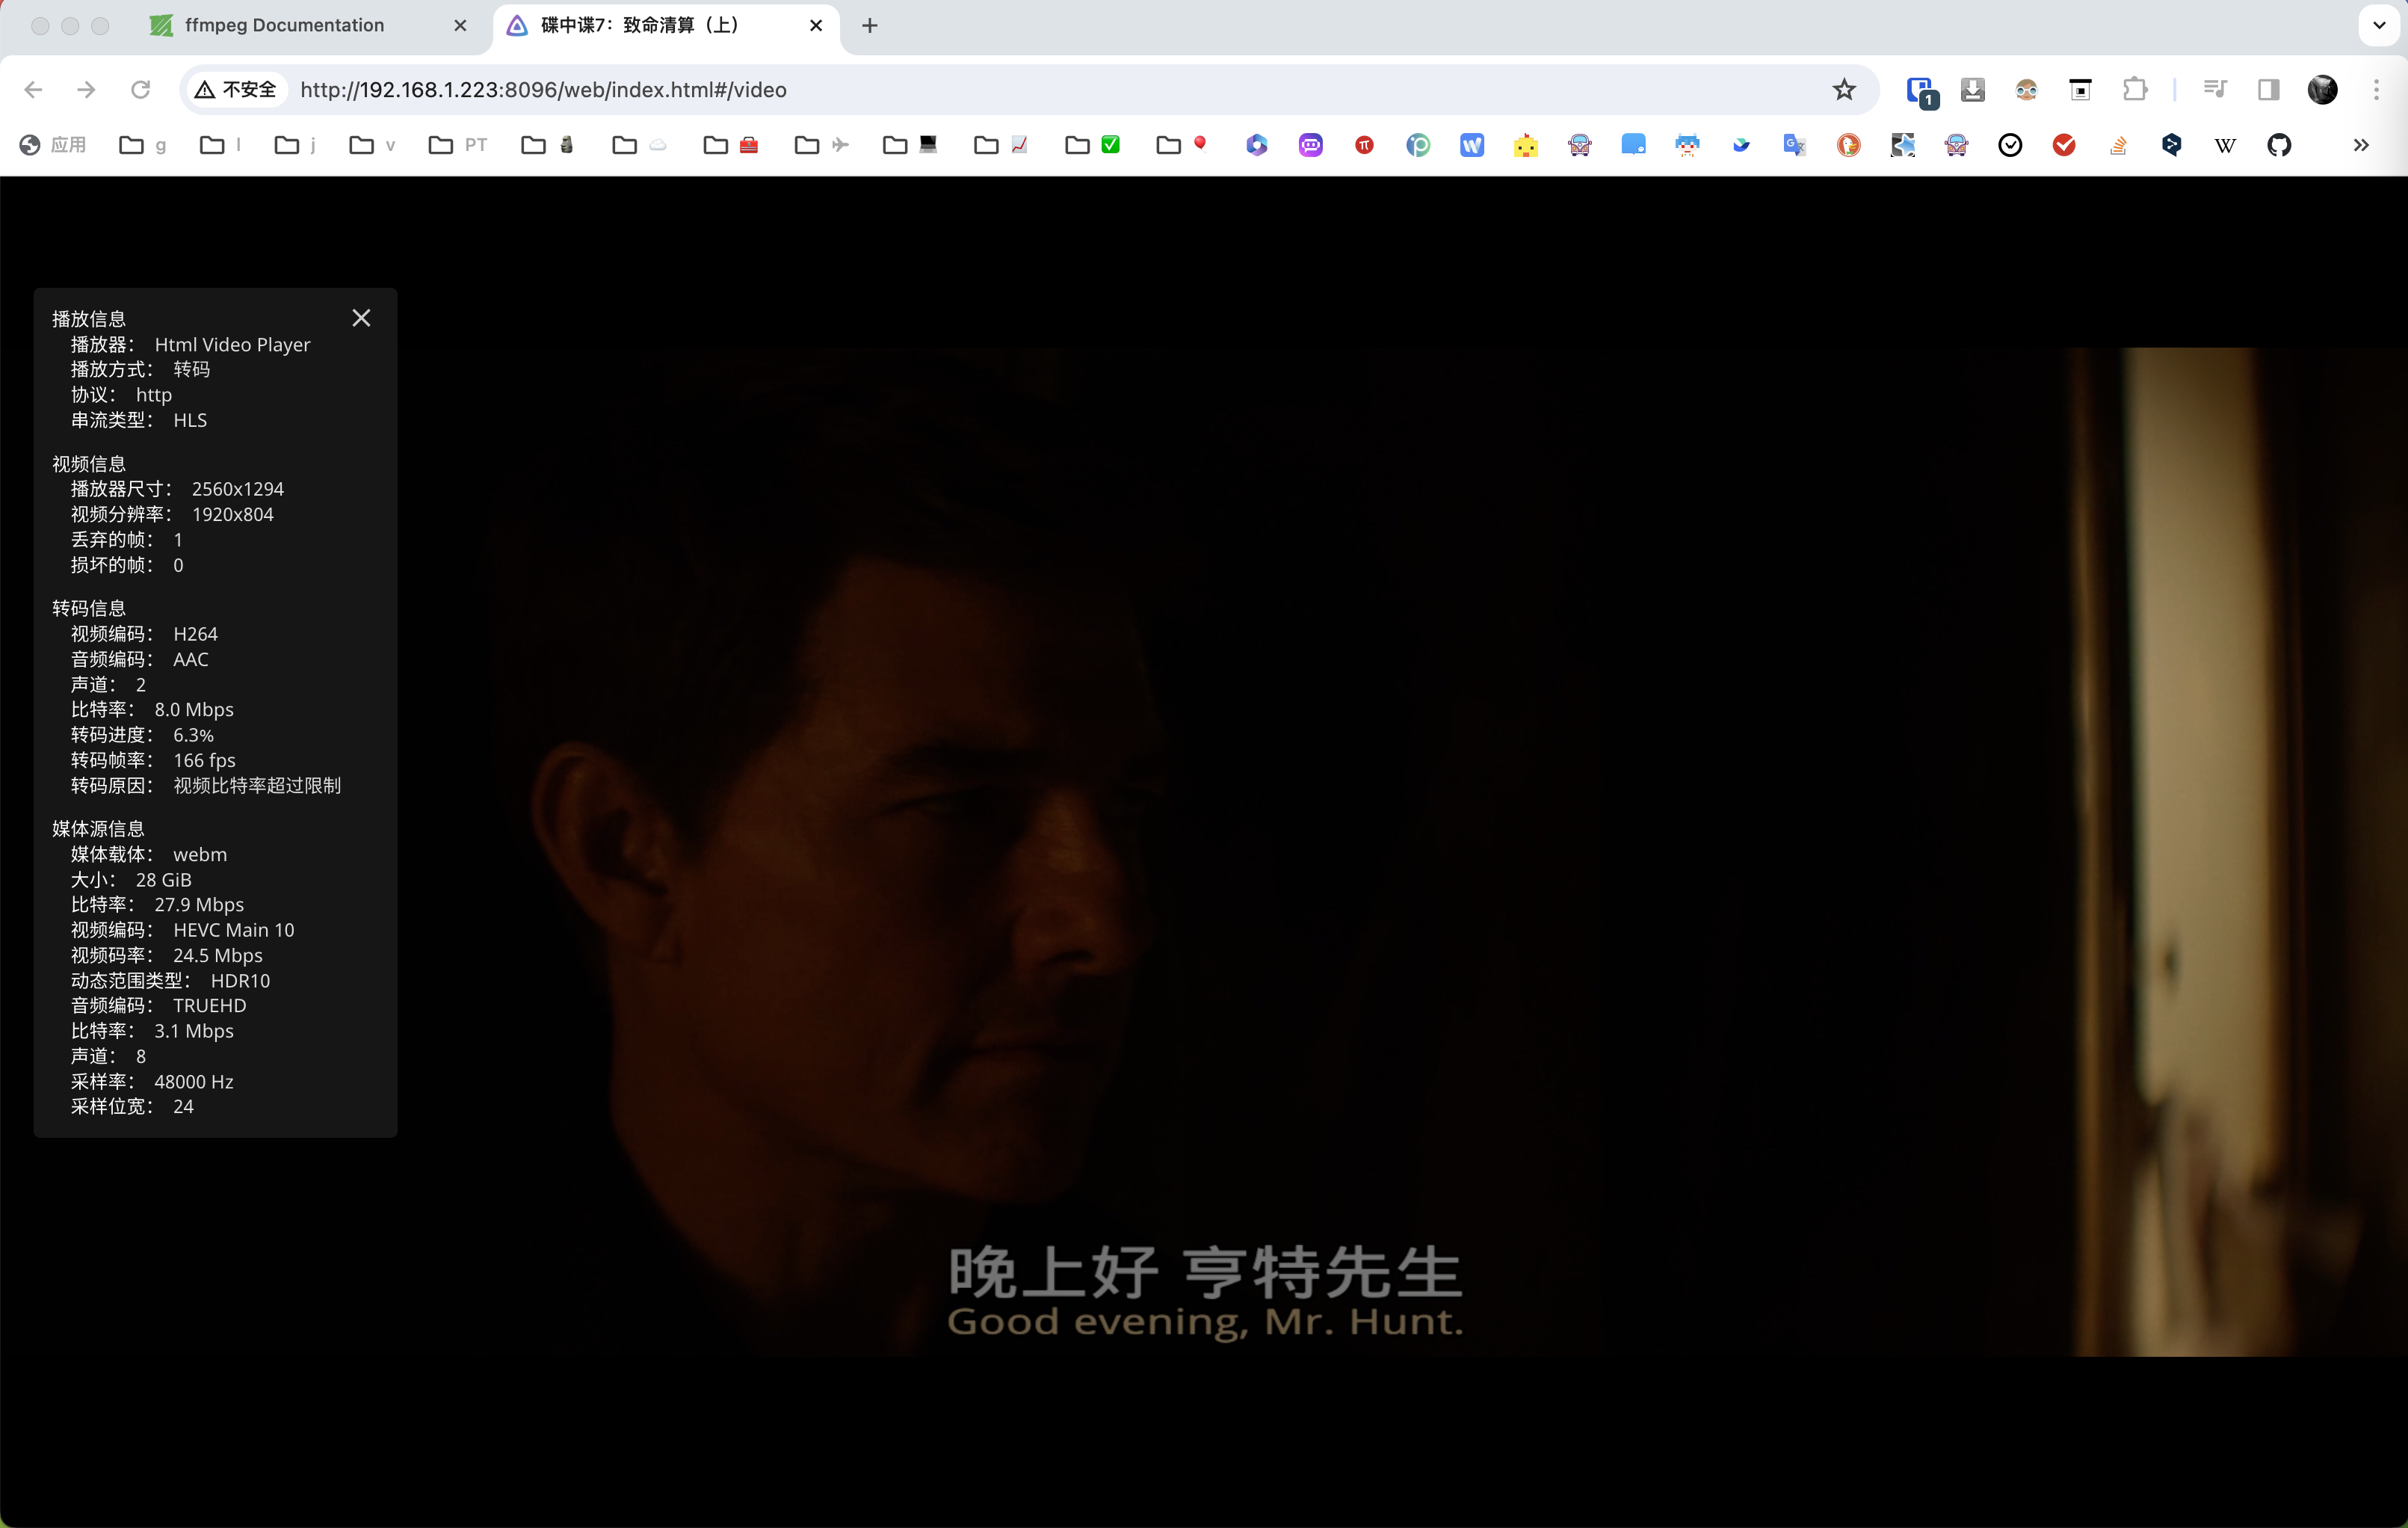 ffmpeg Documentation
碟中谍7：致命清算（上）
不安全
http://192.168.1.223:8096/web/index.html#/video
1
应用
g
l
j
v
PT
播放信息
播放器： Html Video Player
播放方式： 转码
协议： http
串流类型： HLS
视频信息
播放器尺寸： 2560x1294
视频分辨率： 1920x804
丢弃的帧： 1
损坏的帧： 0
转码信息
视频编码： H264
音频编码： AAC
声道： 2
比特率： 8.0 Mbps
转码进度： 6.3%
转码帧率： 166 fps
转码原因： 视频比特率超过限制
媒体源信息
媒体载体： webm
大小： 28 GiB
比特率： 27.9 Mbps
视频编码： HEVC Main 10
视频码率： 24.5 Mbps
动态范围类型： HDR10
音频编码： TRUEHD
比特率： 3.1 Mbps
声道： 8
采样率： 48000 Hz
采样位宽： 24
晚上好 亨特先生
Good evening, Mr. Hunt.